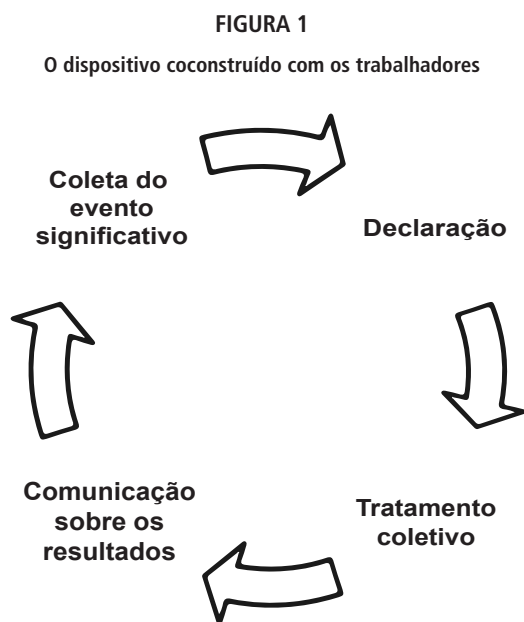 FIGURA 1
O dispositivo coconstruído com os trabalhadores
Coleta do
evento
significativo
Declaração
Tratamento
coletivo
Comunicação
sobre os
resultados